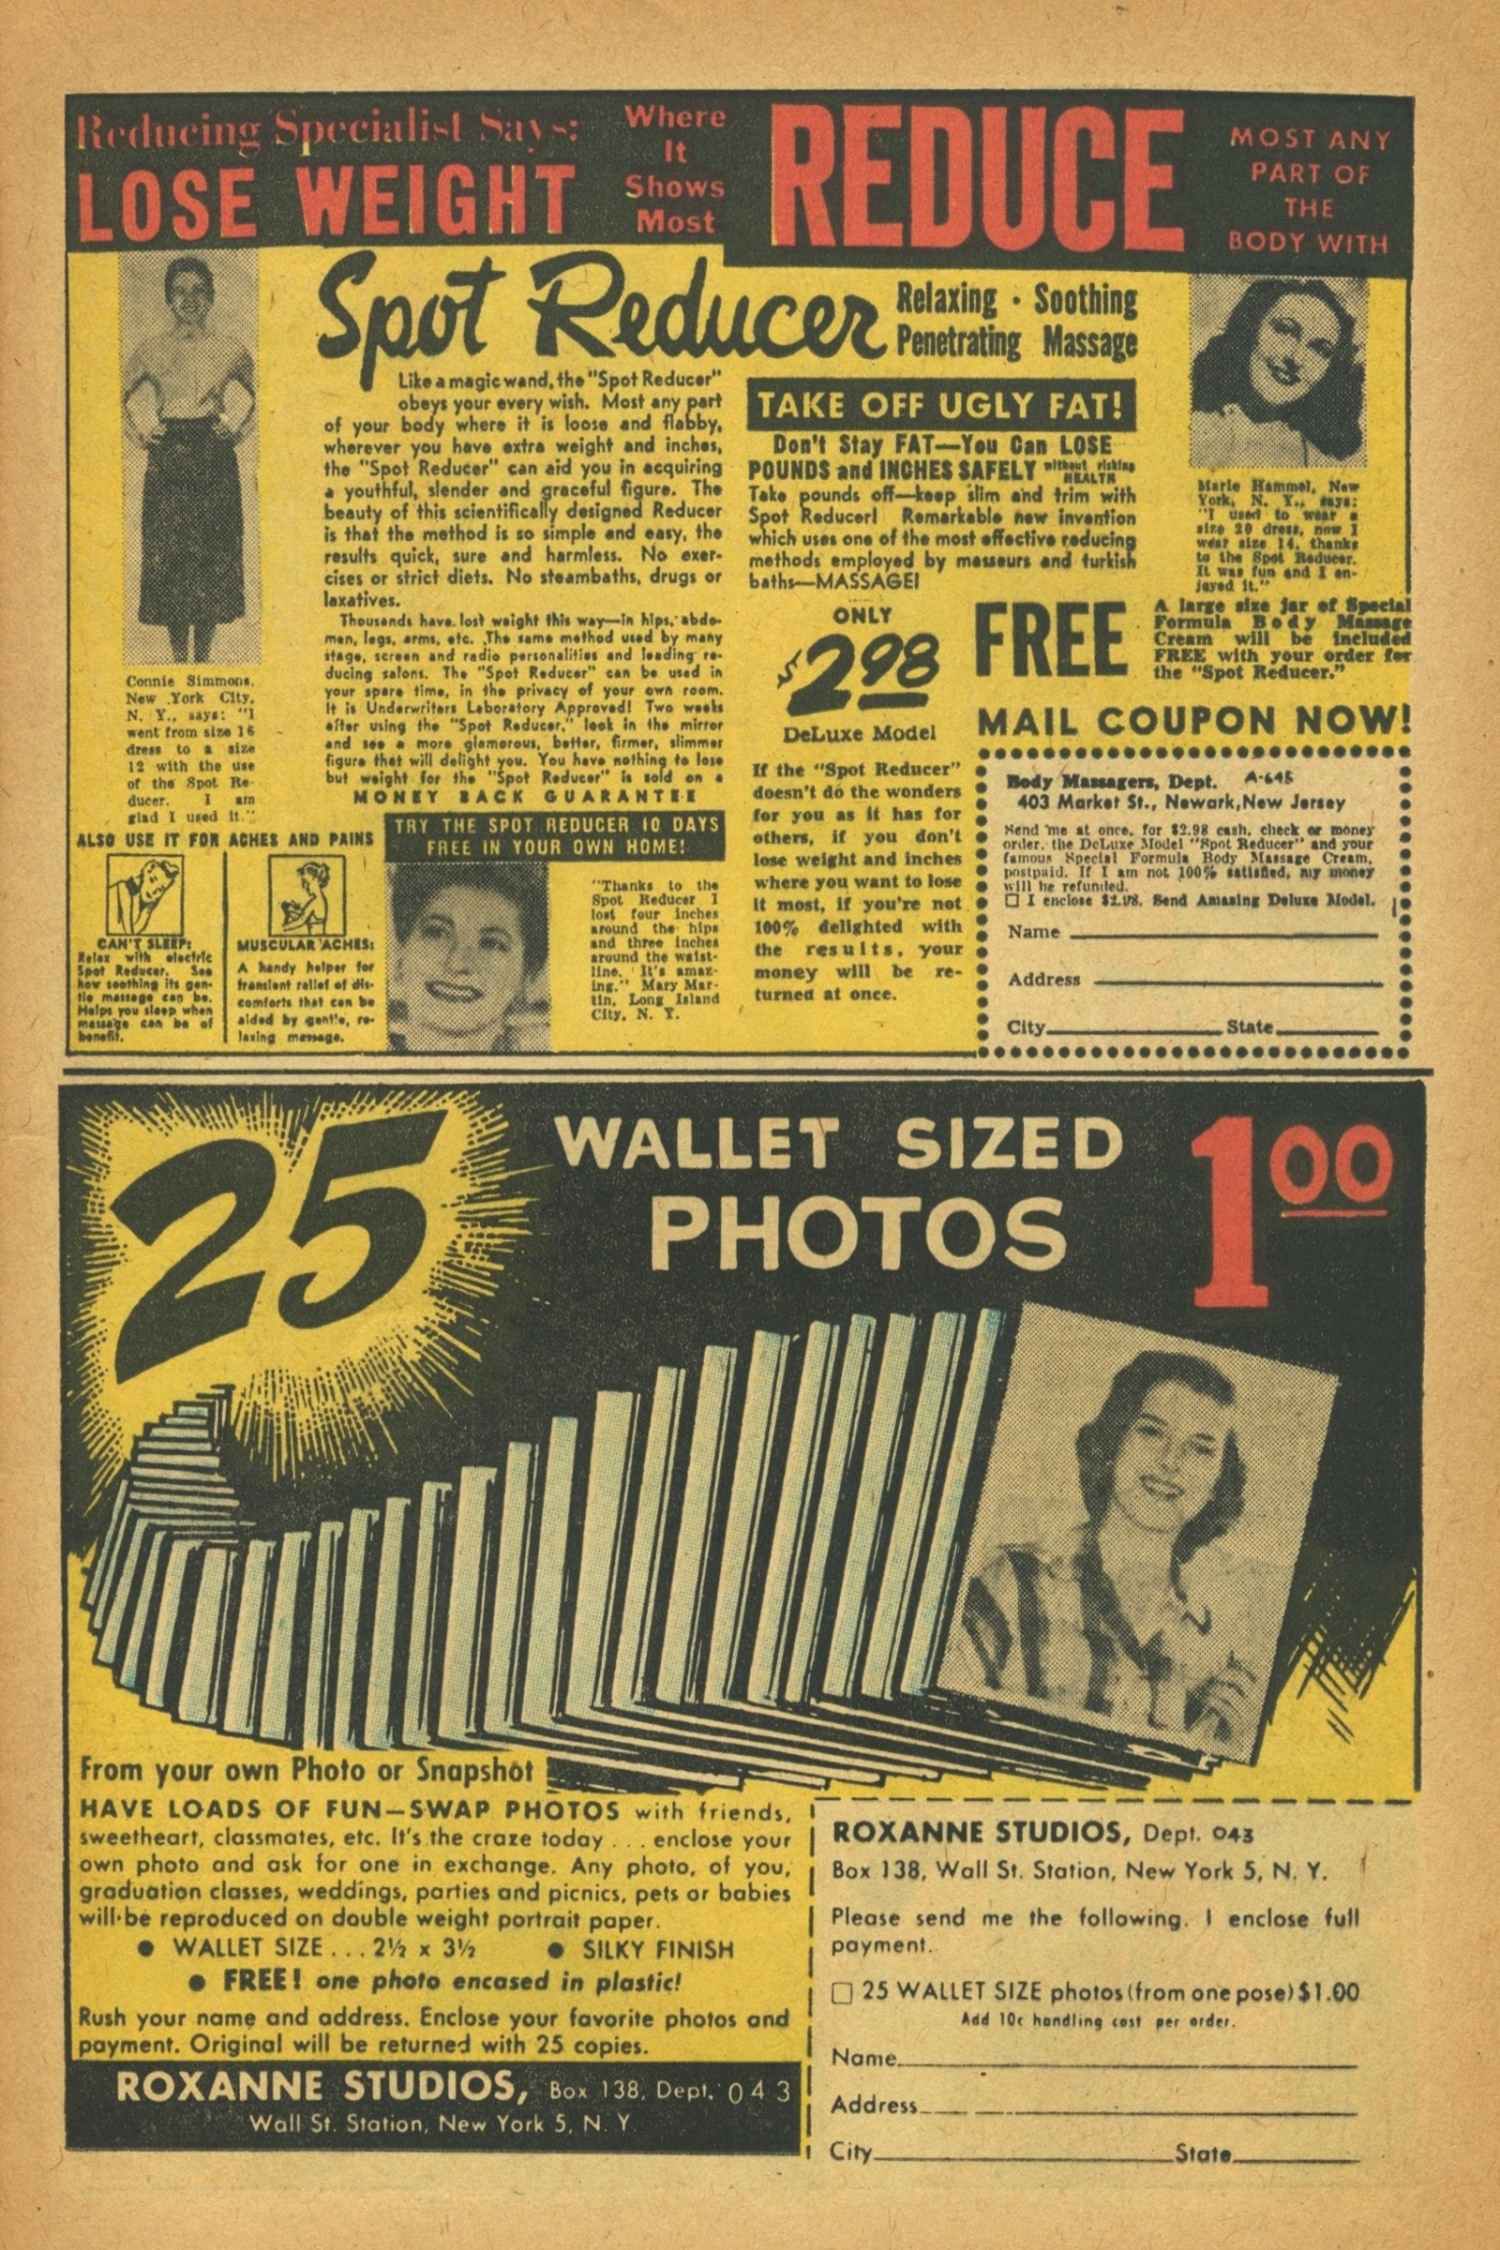 Reducing Specialist Says:
LOSE WEIGHT
Where
It
Shows
Most
REDUCE
MOST ANY
PART OF
THE
BODY WITH
Spot Reducer
Relaxing · Soothing
Penetrating Massage
Like a magic wand, the "Spot Reducer"
obeys your every wish. Most any part
of your body where it is loose and flabby,
wherever you have extra weight and inches,
the "Spot Reducer" can aid you in acquiring
a youthful, slender and graceful figure. The
beauty of this scientifically designed Reducer
is that the method is so simple and easy, the
results quick, sure and harmless. No exer-
cises or strict diets. No steambaths, drugs or
laxatives.
Thousands have lost weight this way—in hips, abdo-
men, legs, arms, etc. The same method used by many
stage, screen and radio personalities and leading re-
ducing salons. The "Spot Reducer" can be used in
your spare time, in the privacy of your own room.
It is Underwriters Laboratory Approved! Two weeks
after using the "Spot Reducer," look in the mirror
and see a more glamorous, better, firmer, slimmer
figure that will delight you. You have nothing to lose
but weight for the "Spot Reducer" is sold on a
MONEY BACK GUARANTEE
Connie Simmons,
New York City,
N. Y., says: "I
went from size 16
dress to a size
12 with the use
of the Spot Re-
ducer. I am
glad I used it."
ALSO USE IT FOR ACHES AND PAINS
CAN'T SLEEP:
Relax with electric
Spot Reducer. See
how soothing its gen-
tle massage can be.
Helps you sleep when
massage can be of
benefit.
MUSCULAR ACHES:
A handy helper for
transient relief of dis-
comforts that can be
aided by gentle, re-
laxing massage.
TRY THE SPOT REDUCER 10 DAYS
FREE IN YOUR OWN HOME!
"Thanks to the
Spot Reducer I
lost four inches
around the hips
and three inches
around the waist-
line. It's amaz-
ing." Mary Mar-
tin, Long Island
City, N. Y.
TAKE OFF UGLY FAT!
Don't Stay FAT—You Can LOSE
POUNDS and INCHES SAFELY without risking
HEALTH
Take pounds off—keep slim and trim with
Spot Reducer! Remarkable new invention
which uses one of the most effective reducing
methods employed by masseurs and turkish
baths—MASSAGE!
ONLY
$2.98
DeLuxe Model
If the "Spot Reducer"
doesn't do the wonders
for you as it has for
others, if you don't
lose weight and inches
where you want to lose
it most, if you're not
100% delighted with
the results, your
money will be re-
turned at once.
Marie Hammel, New
York, N. Y., says:
"I used to wear a
size 20 dress, now I
wear size 14, thanks
to the Spot Reducer.
It was fun and I en-
joyed it."
FREE
A large size jar of Special
Formula Body Massage
Cream will be included
FREE with your order for
the "Spot Reducer."
MAIL COUPON NOW!
Body Massagers, Dept. A-645
403 Market St., Newark, New Jersey
Send me at once, for $2.98 cash, check or money
order, the DeLuxe Model "Spot Reducer" and your
famous Special Formula Body Massage Cream,
postpaid. If I am not 100% satisfied, my money
will be refunded.
I enclose $2.98. Send Amazing Deluxe Model.
Name
Address
City State
25
WALLET SIZED
PHOTOS
1 00
From your own Photo or Snapshot
HAVE LOADS OF FUN—SWAP PHOTOS with friends,
sweetheart, classmates, etc. It's the craze today . . . enclose your
own photo and ask for one in exchange. Any photo, of you,
graduation classes, weddings, parties and picnics, pets or babies
will be reproduced on double weight portrait paper.
● WALLET SIZE . . . 2½ x 3½ ● SILKY FINISH
● FREE! one photo encased in plastic!
Rush your name and address. Enclose your favorite photos and
payment. Original will be returned with 25 copies.
ROXANNE STUDIOS, Box 138, Dept. 043
Wall St. Station, New York 5, N. Y.
ROXANNE STUDIOS, Dept. 043
Box 138, Wall St. Station, New York 5, N. Y.
Please send me the following. I enclose full
payment.
25 WALLET SIZE photos (from one pose) $1.00
Add 10c handling cost per order.
Name
Address
City State